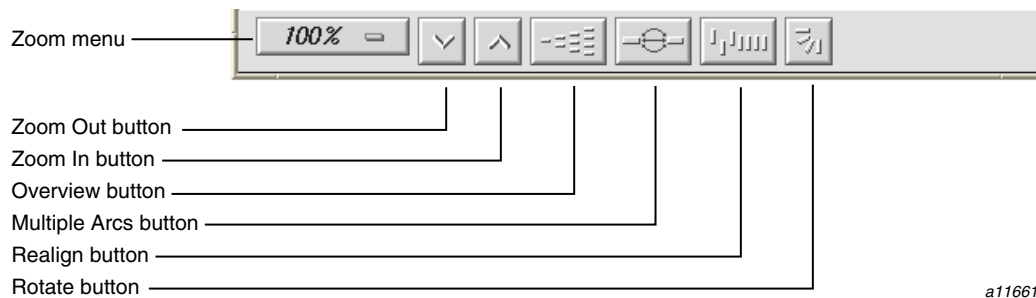 Zoom menu
100%
Zoom Out button
Zoom In button
Overview button
Multiple Arcs button
Realign button
Rotate button
a11661